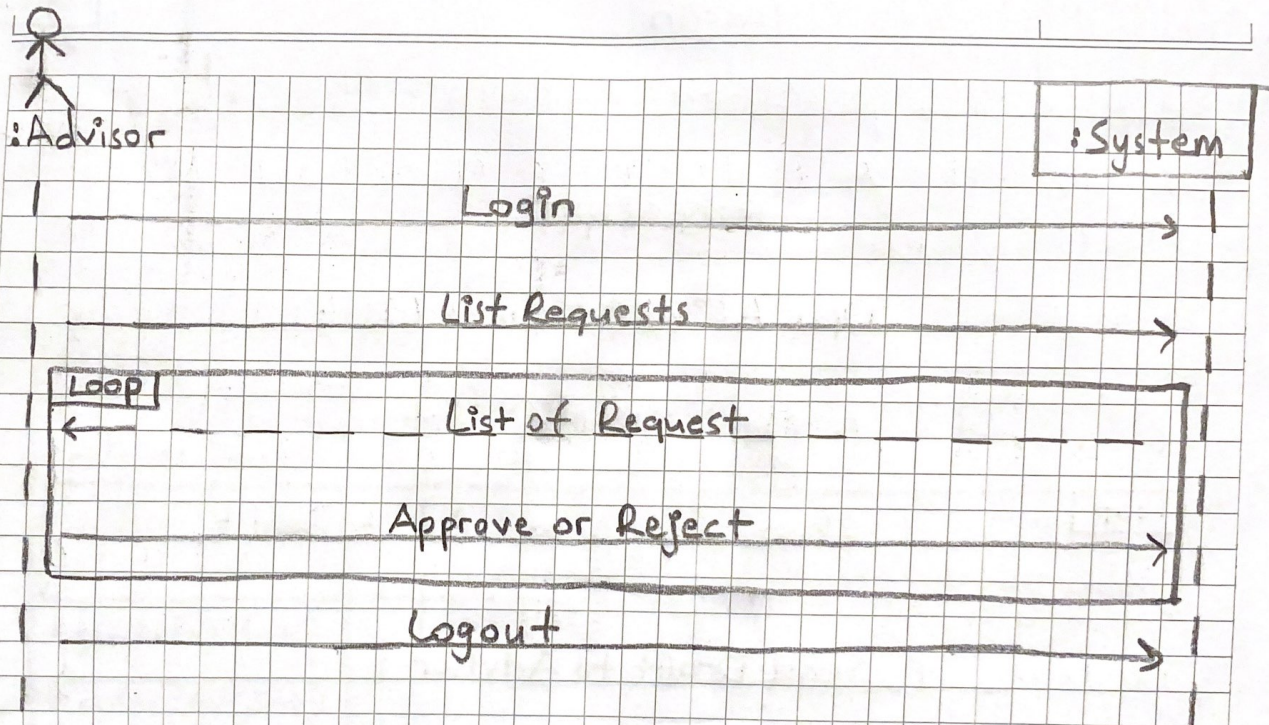 :Advisor
:System
Login
List Requests
Loop
List of Request
Approve or Reject
Logout